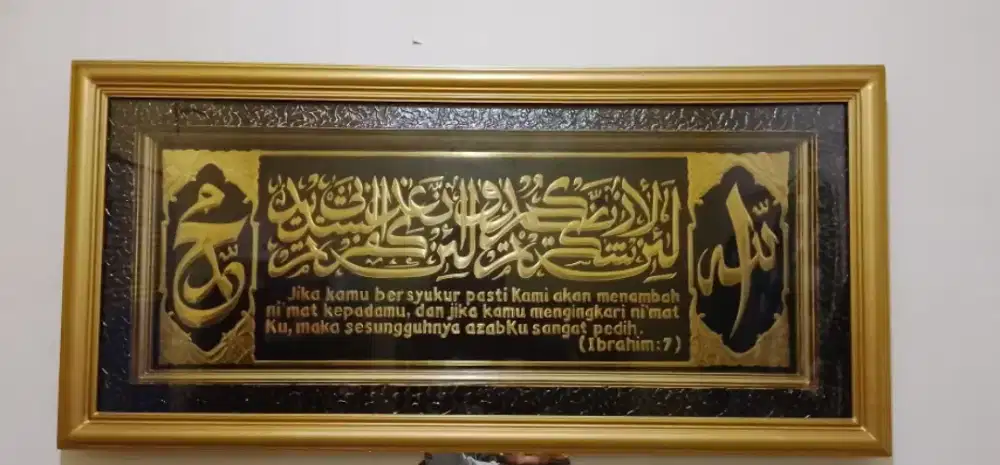 الله
لئن شكرتم لأزيدنكم ولئن كفرتم إن عذابي لشديد
محمد
Jika kamu bersyukur pasti Kami akan menambah
ni'mat kepadamu, dan jika kamu mengingkari ni'mat
Ku, maka sesungguhnya azabKu sangat pedih.
(Ibrahim:7)